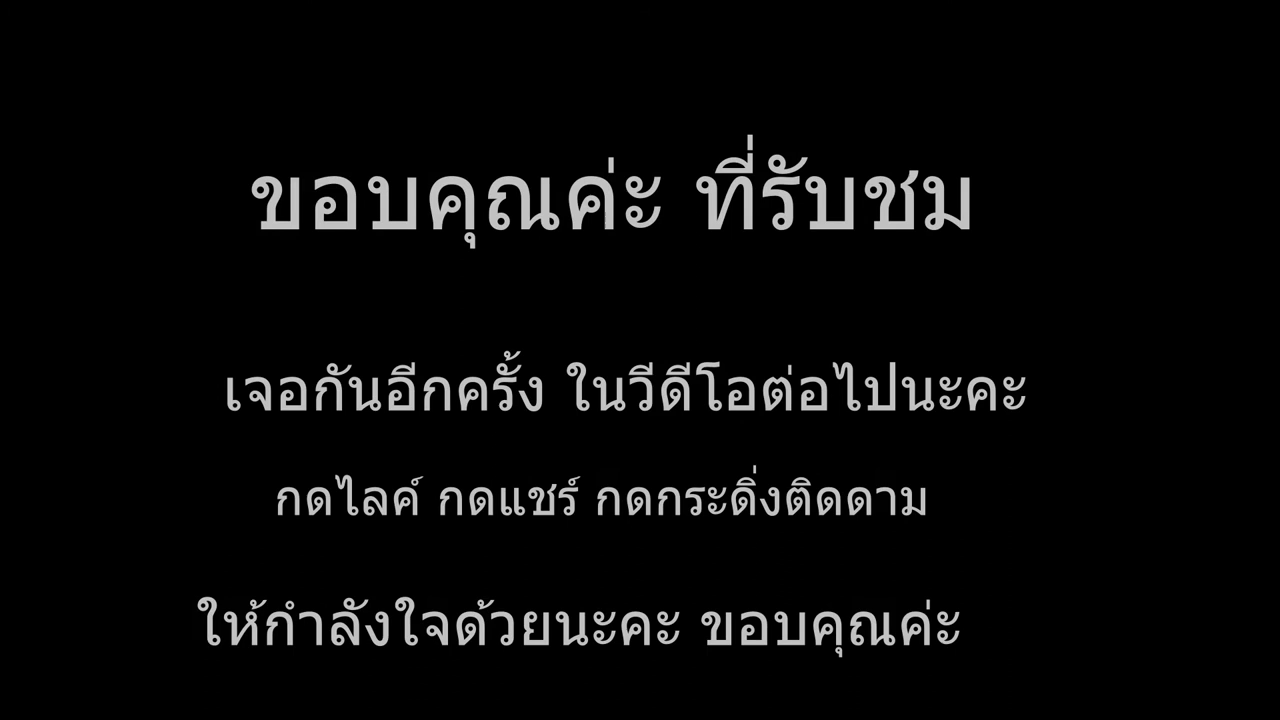 ขอบคุณค่ะ ที่รับชม
เจอกันอีกครั้ง ในวีดีโอต่อไปนะคะ
กดไลค์ กดแชร์ กดกระดิ่งติดดาม
ให้กำลังใจด้วยนะคะ ขอบคุณค่ะ